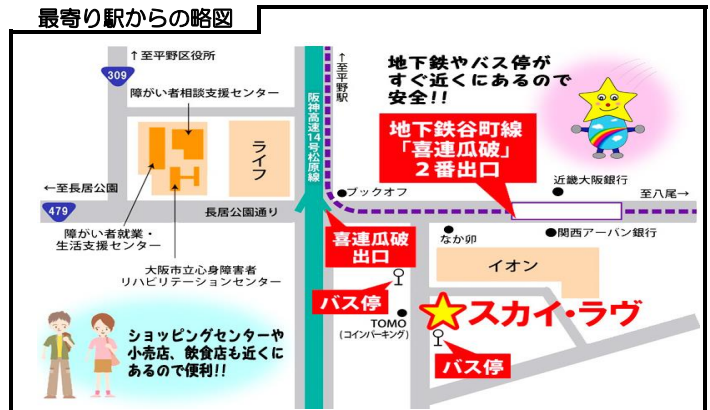 最寄り駅からの略図
↑至平野区役所
309
障がい者相談支援センター
ライフ
阪神高速14号松原線
↑至平野駅
地下鉄やバス停が
すぐ近くにあるので
安全!!
地下鉄谷町線
「喜連瓜破」
2番出口
近畿大阪銀行
至八尾→
ブックオフ
←至長居公園
479
長居公園通り
障がい者就業・
生活支援センター
大阪市立心身障害者
リハビリテーションセンター
喜連瓜破
出口
なか卯
関西アーバン銀行
イオン
バス停
TOMO
(コインパーキング)
スカイ・ラヴ
バス停
ショッピングセンターや
小売店、飲食店も近くに
あるので便利!!